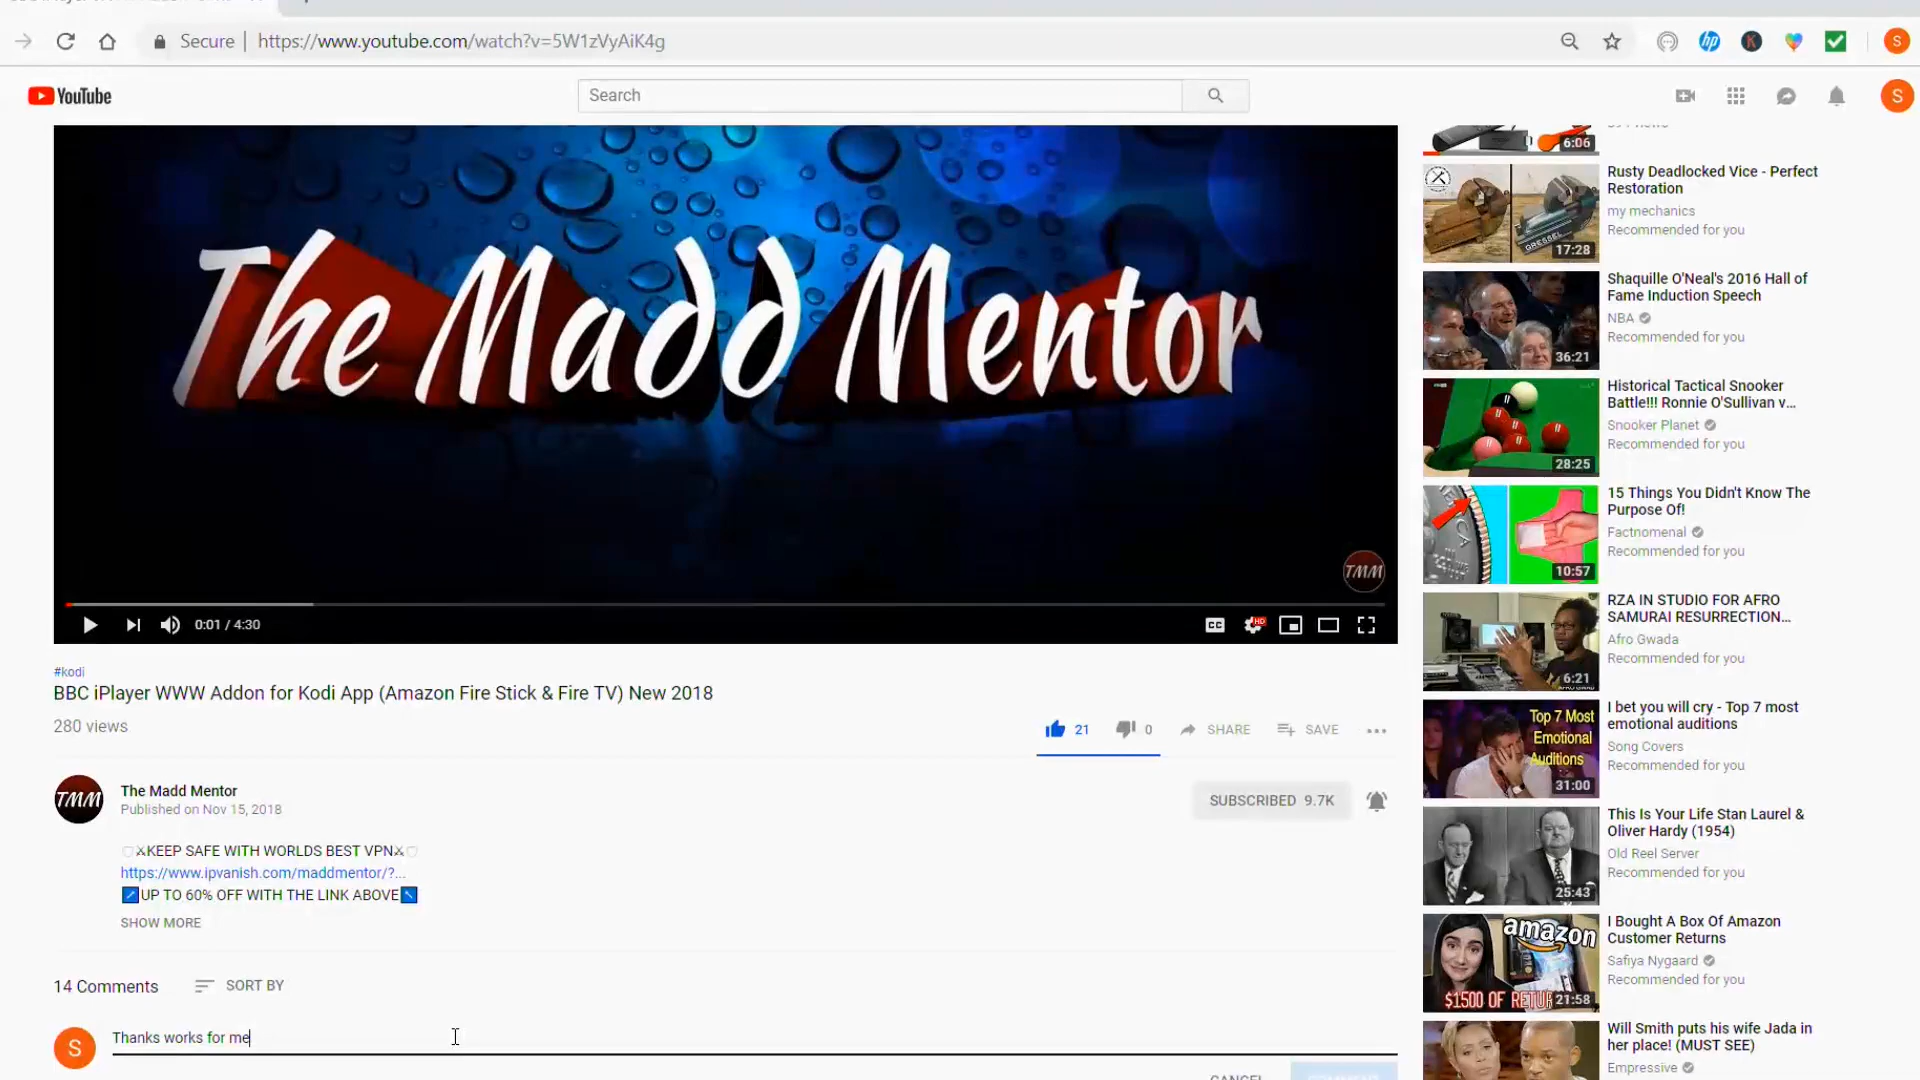 Secure
https://www.youtube.com/watch?v=5W1zVyAiK4g
YouTube
Search
The Madd Mentor
TMM
0:01 / 4:30
CC
HD
#kodi
BBC iPlayer WWW Addon for Kodi App (Amazon Fire Stick & Fire TV) New 2018
280 views
21
0
SHARE
SAVE
TMM
The Madd Mentor
Published on Nov 15, 2018
SUBSCRIBED 9.7K
KEEP SAFE WITH WORLDS BEST VPN
https://www.ipvanish.com/maddmentor/?...
UP TO 60% OFF WITH THE LINK ABOVE
SHOW MORE
14 Comments
SORT BY
S
Thanks works for me
CANCEL
hp
K
S
S
6:06
Rusty Deadlocked Vice - Perfect
Restoration
my mechanics
Recommended for you
GRESSEL
17:28
Shaquille O'Neal's 2016 Hall of
Fame Induction Speech
NBA
Recommended for you
36:21
Historical Tactical Snooker
Battle!!! Ronnie O'Sullivan v...
Snooker Planet
Recommended for you
28:25
15 Things You Didn't Know The
Purpose Of!
Factnomenal
Recommended for you
10:57
RZA IN STUDIO FOR AFRO
SAMURAI RESURRECTION...
Afro Gwada
Recommended for you
6:21
I bet you will cry - Top 7 most
emotional auditions
Song Covers
Recommended for you
Top 7 Most
Emotional
Auditions
31:00
This Is Your Life Stan Laurel &
Oliver Hardy (1954)
Old Reel Server
Recommended for you
25:43
I Bought A Box Of Amazon
Customer Returns
Safiya Nygaard
Recommended for you
amazon
$1500 OF
21:58
Will Smith puts his wife Jada in
her place! (MUST SEE)
Empressive